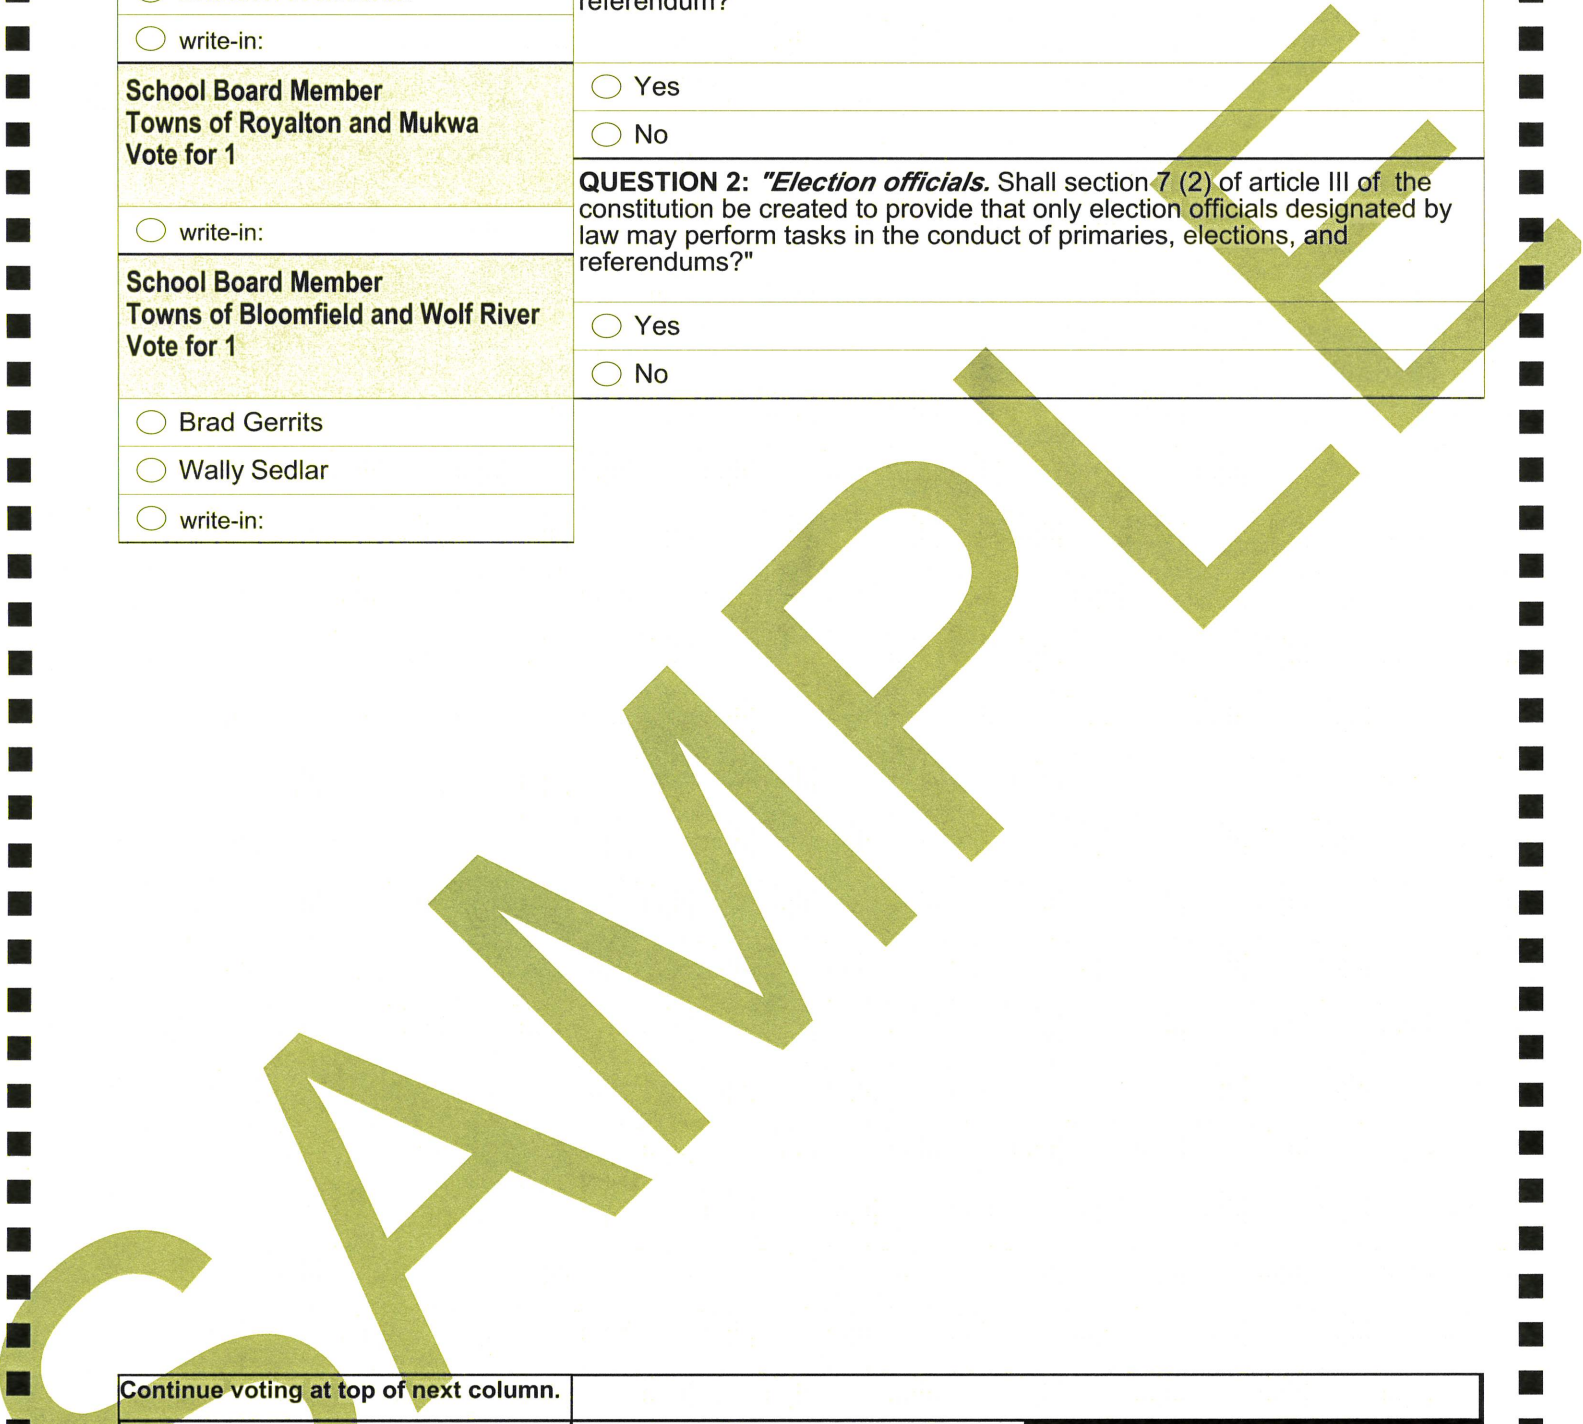 write-in:
School Board Member
Towns of Royalton and Mukwa
Vote for 1
write-in:
School Board Member
Towns of Bloomfield and Wolf River
Vote for 1
Brad Gerrits
Wally Sedlar
write-in:
Continue voting at top of next column.
referendum?
Yes
No
QUESTION 2: "Election officials. Shall section 7 (2) of article III of the
constitution be created to provide that only election officials designated by
law may perform tasks in the conduct of primaries, elections, and
referendums?"
Yes
No
SAMPLE